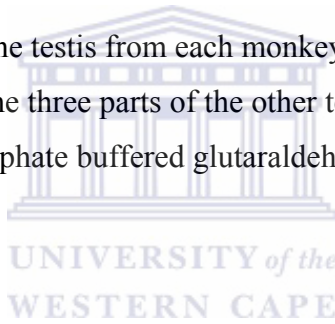 ne testis from each monkey
ne three parts of the other t
phate buffered glutaraldeh
UNIVERSITY of the
WESTERN CAPE